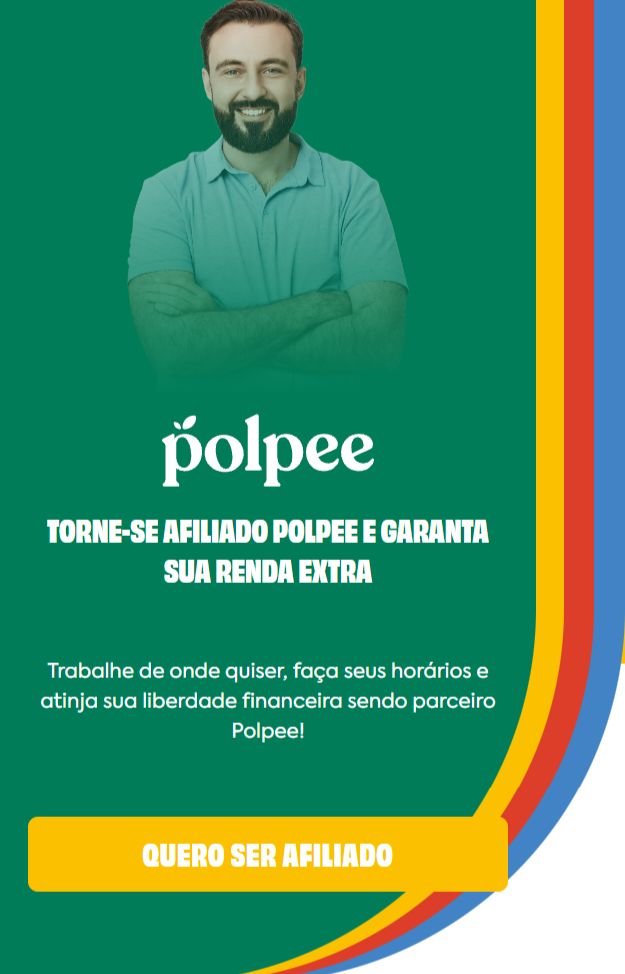 polpee
TORNE-SE AFILIADO POLPEE E GARANTA
SUA RENDA EXTRA
Trabalhe de onde quiser, faça seus horários e
atinja sua liberdade financeira sendo parceiro
Polpee!
QUERO SER AFILIADO